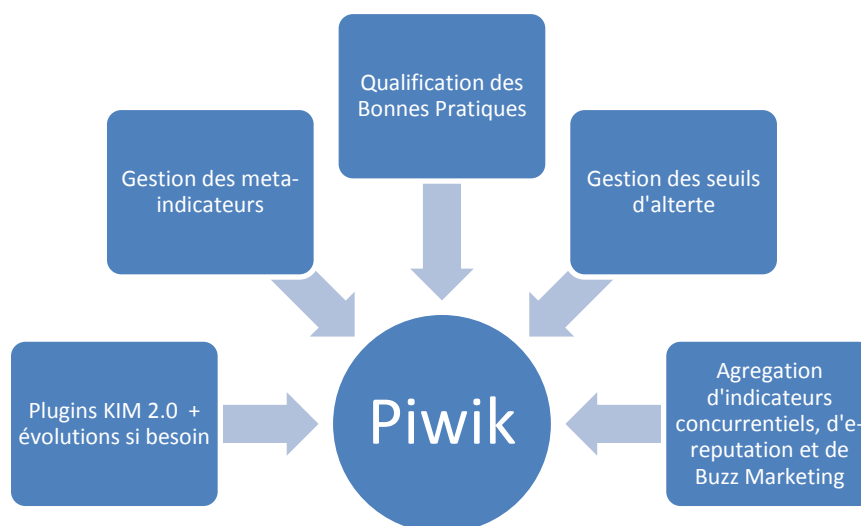 Qualification des
Bonnes Pratiques
Gestion des meta-
indicateurs
Gestion des seuils
d'alterte
Plugins KIM 2.0 +
évolutions si besoin
Piwik
Agregation
d'indicateurs
concurrentiels, d'e-
reputation et de
Buzz Marketing